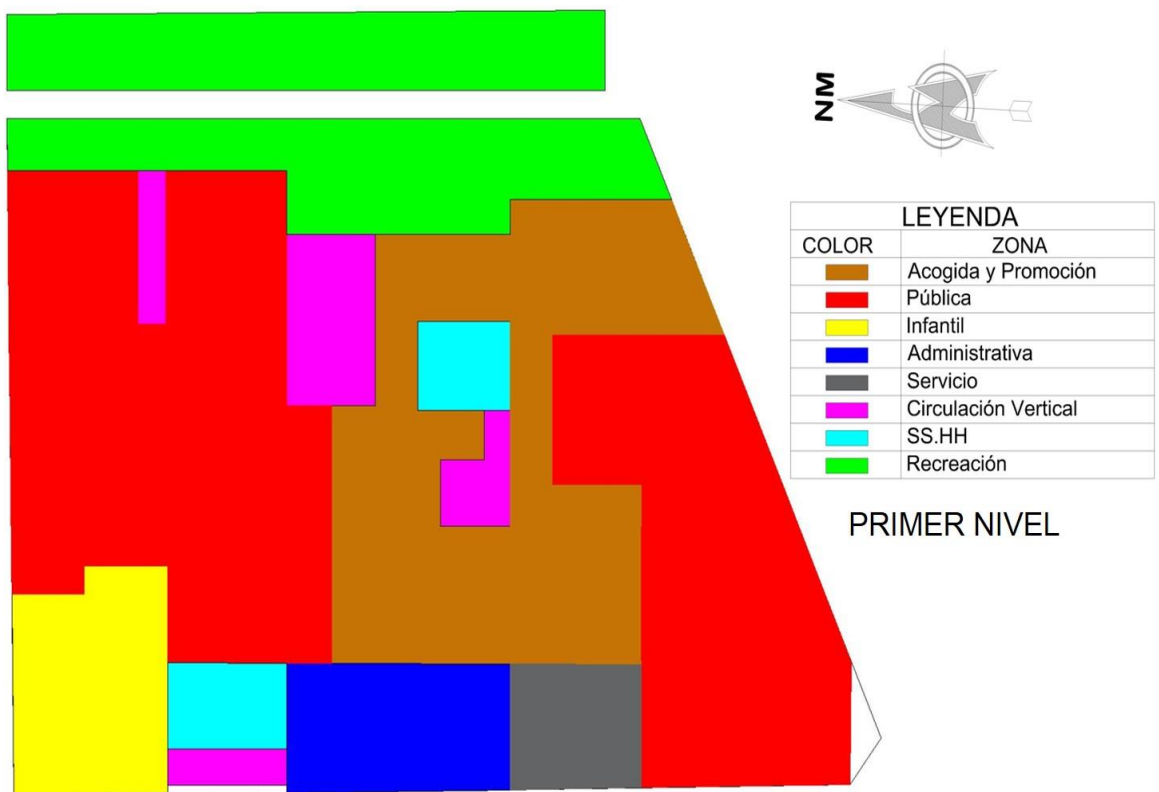 NM
LEYENDA
COLOR ZONA
Acogida y Promoción
Pública
Infantil
Administrativa
Servicio
Circulación Vertical
SS.HH
Recreación
PRIMER NIVEL